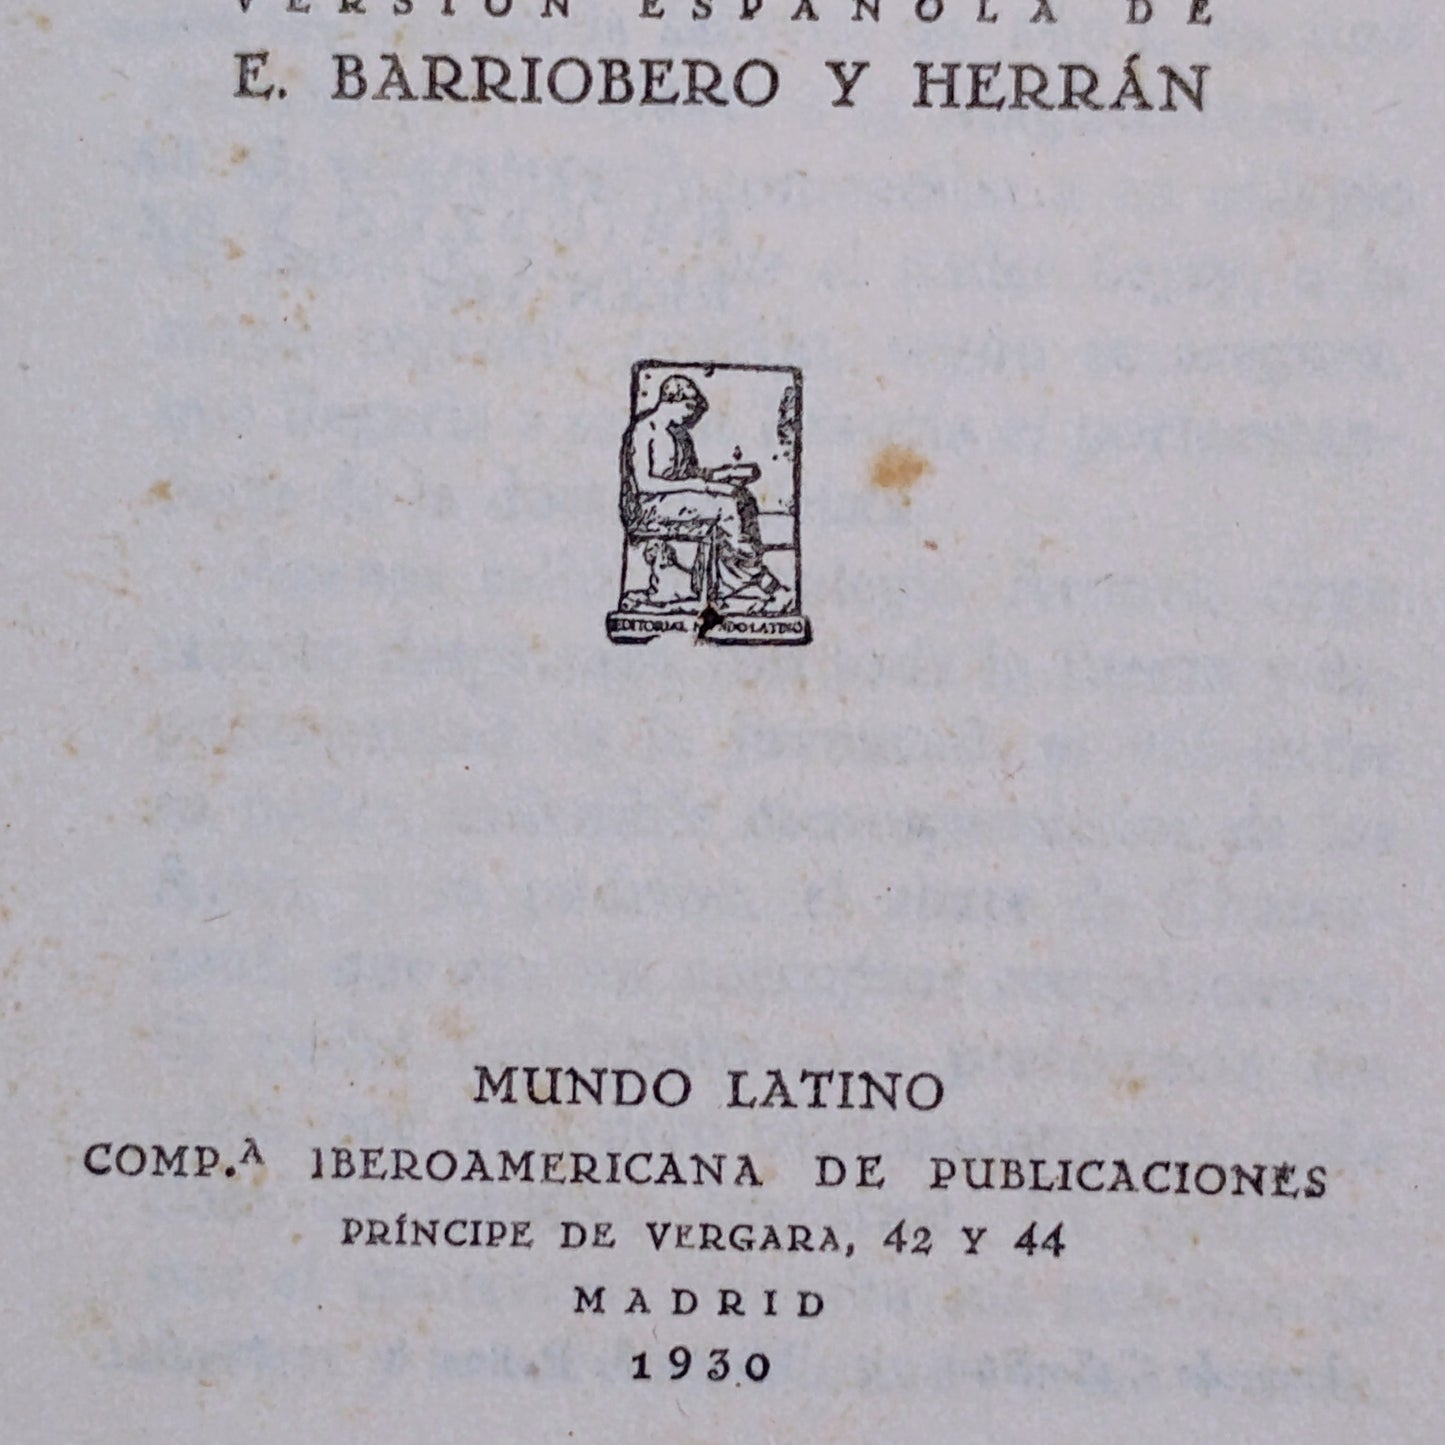 VERSIÓN ESPAÑOLA DE
E. BARRIOBERO Y HERRÁN
EDITORIAL MUNDO LATINO
MUNDO LATINO
COMP.ᴬ IBEROAMERICANA DE PUBLICACIONES
PRÍNCIPE DE VERGARA, 42 Y 44
MADRID
1930